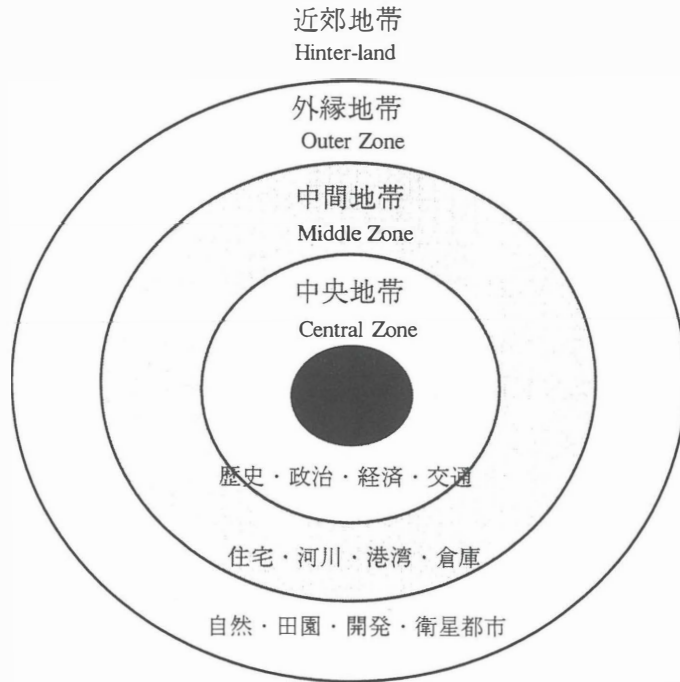 近郊地帯
Hinter-land
外縁地帯
Outer Zone
中間地帯
Middle Zone
中央地帯
Central Zone
歴史・政治・経済・交通
住宅・河川・港湾・倉庫
自然・田園・開発・衛星都市